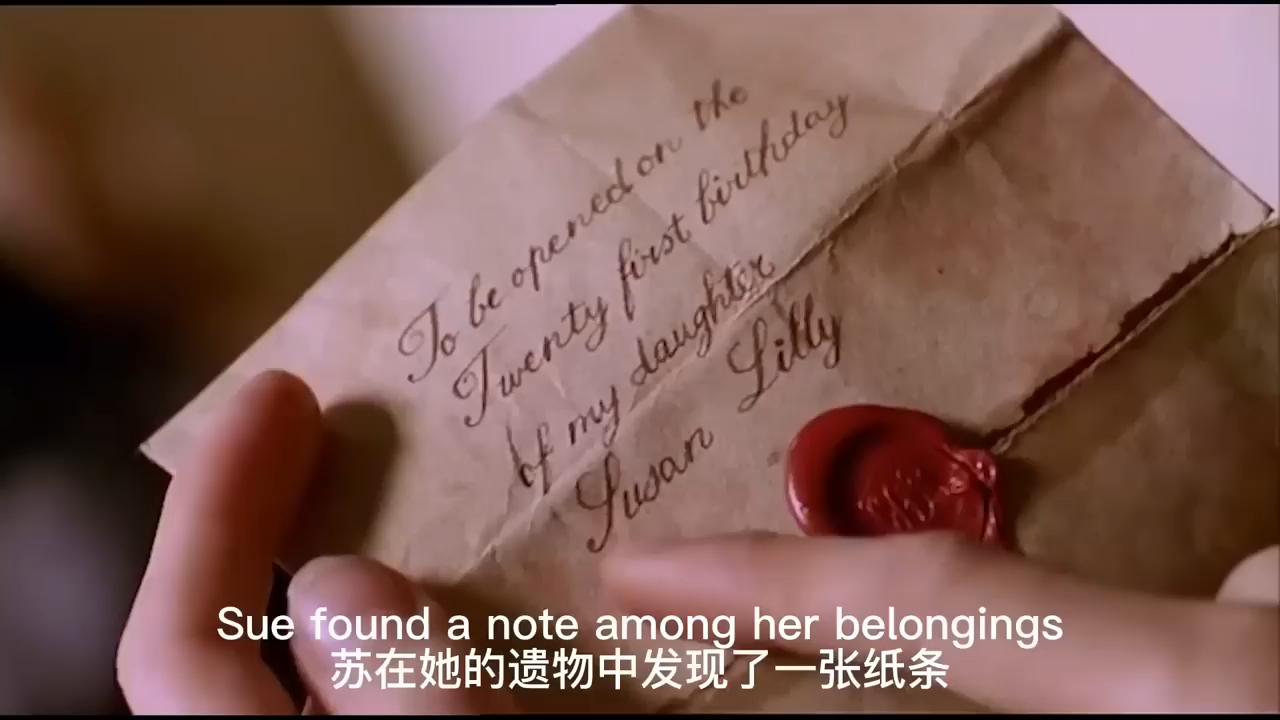 To be opened on the
Twenty first birthday
of my daughter
Susan Lilly
Sue found a note among her belongings
苏在她的遗物中发现了一张纸条